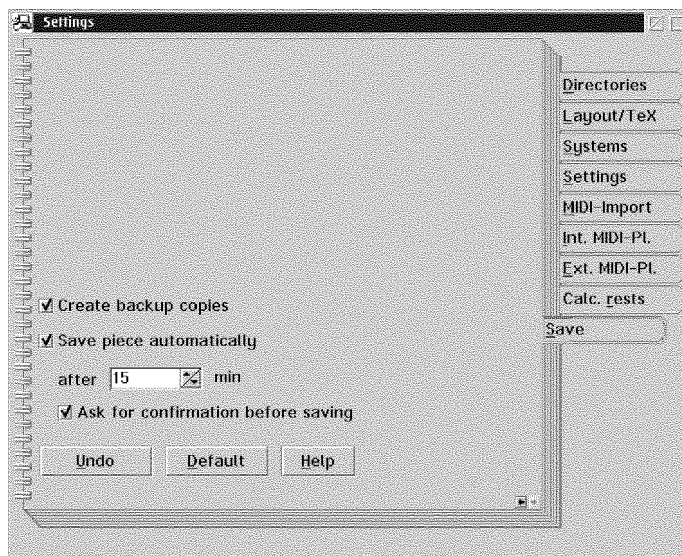 Settings
Directories
Layout/TeX
Systems
Settings
MIDI-Import
Int. MIDI-Pl.
Ext. MIDI-Pl.
Calc. rests
Save
Create backup copies
Save piece automatically
after 15 min
Ask for confirmation before saving
Undo Default Help